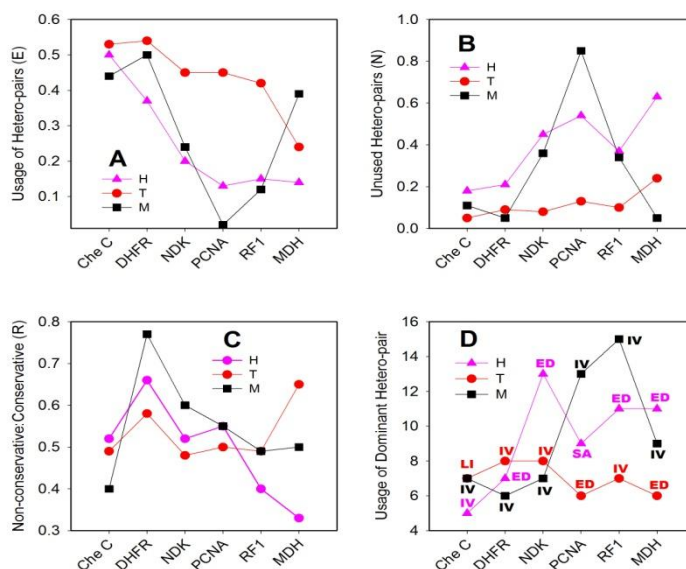 Usage of Hetero-pairs (E)
0.6
0.5
0.4
0.3
0.2
0.1
A
H
T
M
Che C
DHFR
NDK
PCNA
RF1
MDH
Unused Hetero-pairs (N)
1.0
0.8
0.6
0.4
0.2
0.0
B
H
T
M
Che C
DHFR
NDK
PCNA
RF1
MDH
Non-conservative:Conservative (R)
0.8
0.7
0.6
0.5
0.4
0.3
C
H
T
M
Che C
DHFR
NDK
PCNA
RF1
MDH
Usage of Dominant Hetero-pair
16
14
12
10
8
6
4
D
H
T
M
LI
IV
IV
IV
ED
IV
ED
IV
IV
IV
SA
ED
IV
ED
IV
ED
IV
ED
Che C
DHFR
NDK
PCNA
RF1
MDH